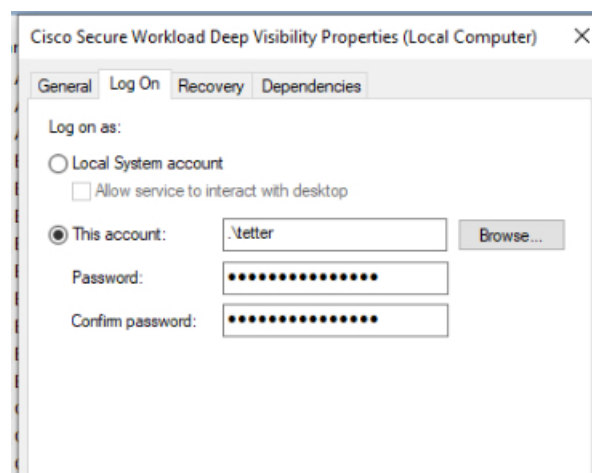 Cisco Secure Workload Deep Visibility Properties (Local Computer)
General Log On Recovery Dependencies
Log on as:
Local System account
Allow service to interact with desktop
This account: .\tetter Browse...
Password: ●●●●●●●●●●●●●●●
Confirm password: ●●●●●●●●●●●●●●●